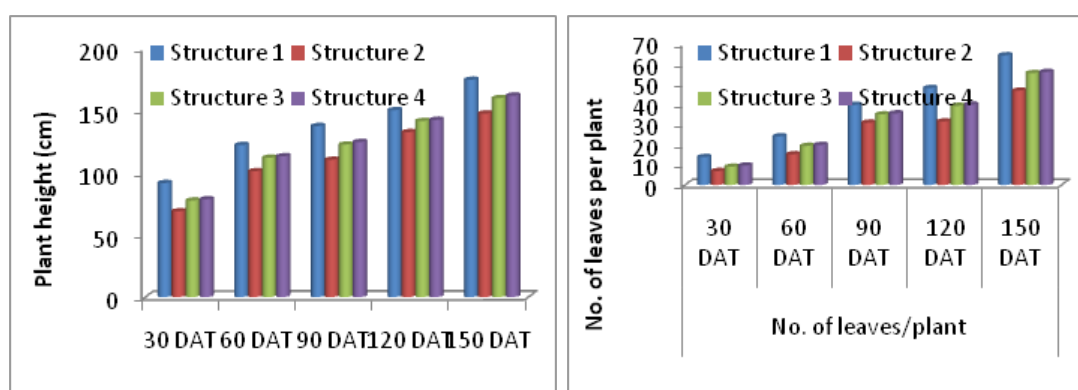 Plant height (cm)
200
150
100
50
0
Structure 1 Structure 2
Structure 3 Structure 4
30 DAT 60 DAT 90 DAT 120 DAT 150 DAT
No. of leaves per plant
70
60
50
40
30
20
10
0
Structure 1 Structure 2
Structure 3 Structure 4
30 60 90 120 150
DAT DAT DAT DAT DAT
No. of leaves/plant